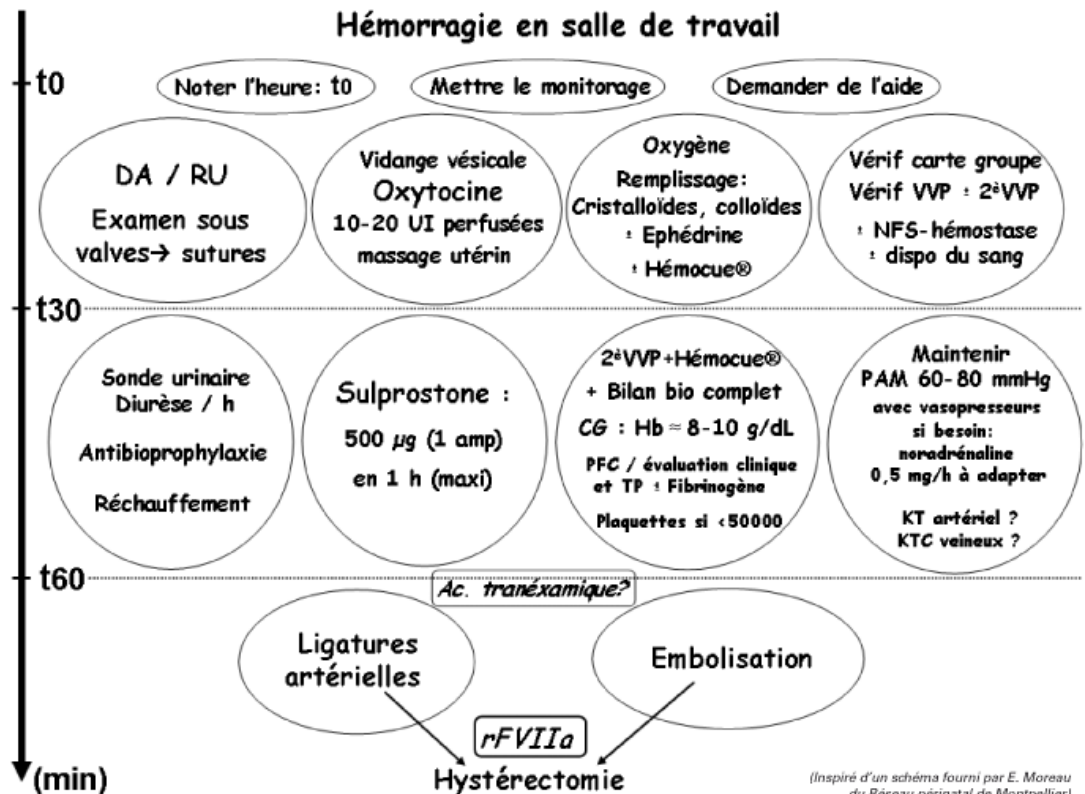 Hémorragie en salle de travail
t0
Noter l'heure: t0
Mettre le monitorage
Demander de l'aide
DA / RU
Examen sous
valves→ sutures
Vidange vésicale
Oxytocine
10-20 UI perfusées
massage utérin
Oxygène
Remplissage:
Cristalloïdes, colloïdes
± Ephédrine
± Hémocue®
Vérif carte groupe
Vérif VVP ± 2èVVP
± NFS-hémostase
± dispo du sang
t30
Sonde urinaire
Diurèse / h
Antibioprophylaxie
Réchauffement
Sulprostone :
500 µg (1 amp)
en 1 h (maxi)
2èVVP+Hémocue®
+ Bilan bio complet
CG : Hb ≈ 8-10 g/dL
PFC / évaluation clinique
et TP ± Fibrinogène
Plaquettes si <50000
Maintenir
PAM 60-80 mmHg
avec vasopresseurs
si besoin:
noradrénaline
0,5 mg/h à adapter
KT artériel ?
KTC veineux ?
t60
Ac. tranéxamique?
Ligatures
artérielles
Embolisation
rFVIIa
Hystérectomie
(min)
(Inspiré d'un schéma fourni par E. Moreau
du Réseau périnatal de Montpellier)